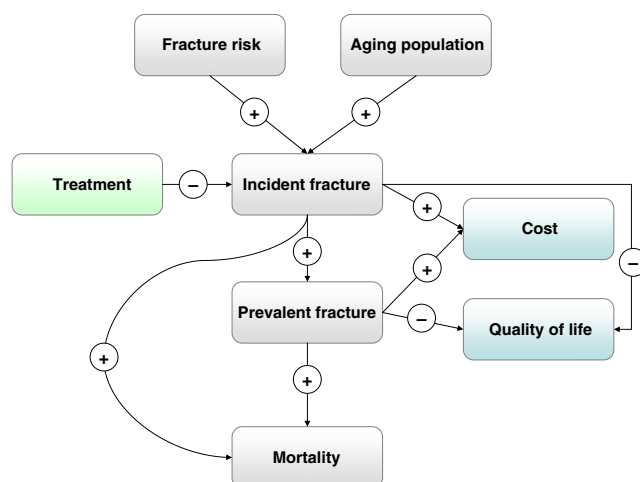 Fracture risk
Aging population
+
+
Treatment
−
Incident fracture
+
Cost
+
+
−
Prevalent fracture
−
Quality of life
+
+
Mortality